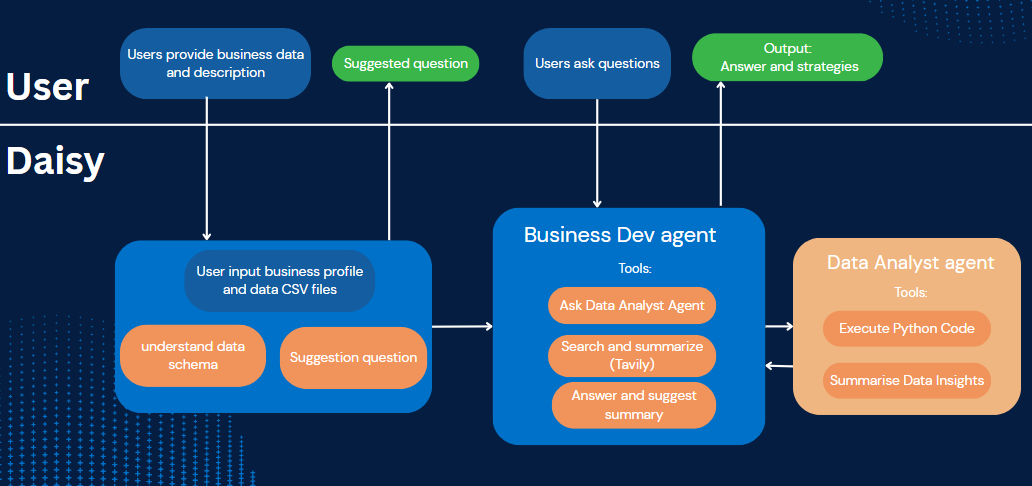 User
Users provide business data
and description
Suggested question
Users ask questions
Output:
Answer and strategies
Daisy
User input business profile
and data CSV files
understand data
schema
Suggestion question
Business Dev agent
Tools:
Ask Data Analyst Agent
Search and summarize
(Tavily)
Answer and suggest
summary
Data Analyst agent
Tools:
Execute Python Code
Summarise Data Insights